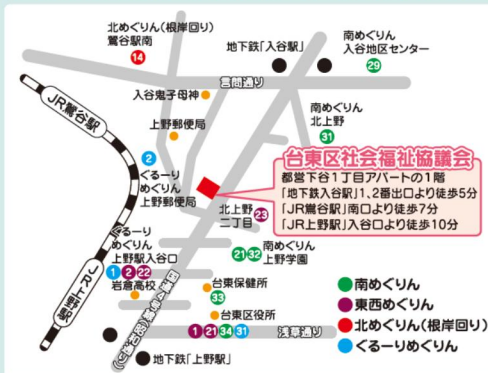 北めぐりん(根岸回り)
鶯谷駅南
14
地下鉄「入谷駅」
南めぐりん
入谷地区センター
29
言問通り
JR鶯谷駅
入谷鬼子母神
上野郵便局
南めぐりん
北上野
31
2
ぐるーり
めぐりん
上野郵便局
台東区社会福祉協議会
都営下谷1丁目アパートの1階
「地下鉄入谷駅」1、2番出口より徒歩5分
「JR鶯谷駅」南口より徒歩7分
「JR上野駅」入谷口より徒歩10分
北上野
二丁目
23
ぐるーり
めぐりん
上野駅入谷口
1 2 22
岩倉高校
21 32
南めぐりん
上野学園
JR上野駅
台東保健所
33
台東区役所
1 21 34 31
浅草通り
地下鉄「上野駅」
南めぐりん
東西めぐりん
北めぐりん(根岸回り)
ぐるーりめぐりん